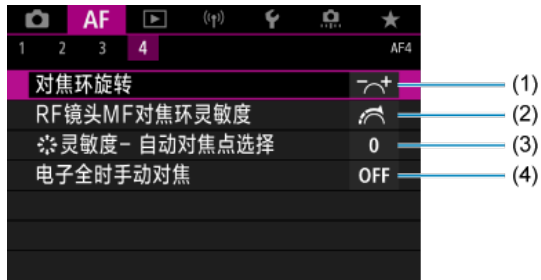 AF
1 2 3 4 AF4
对焦环旋转 -+ (1)
RF镜头MF对焦环灵敏度 (2)
灵敏度- 自动对焦点选择 0 (3)
电子全时手动对焦 OFF (4)